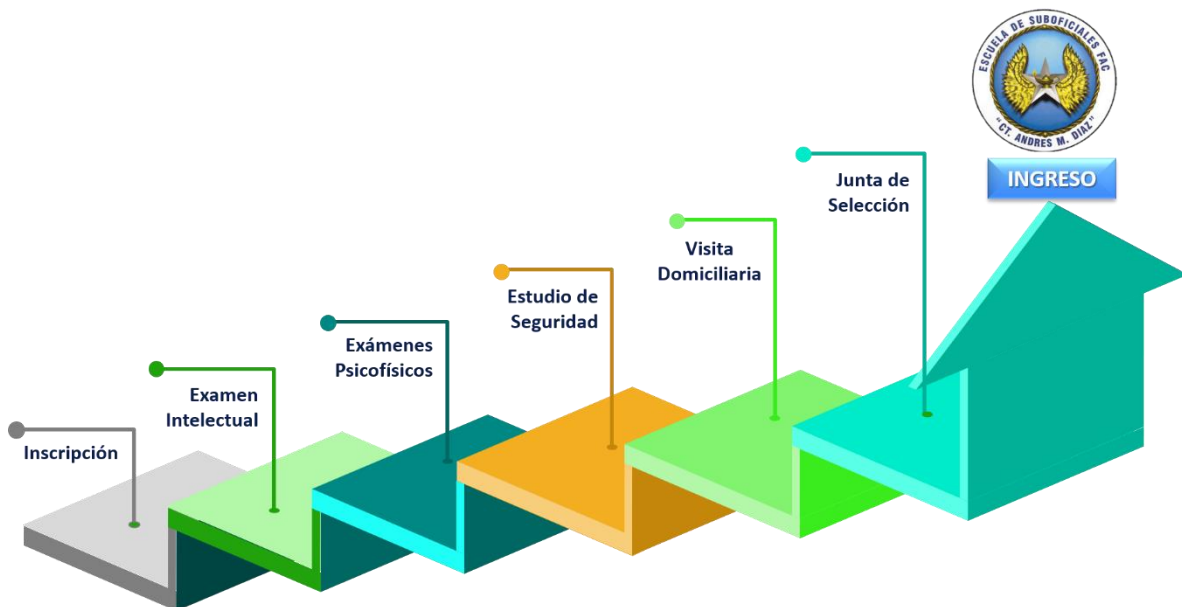 Inscripción
Examen
Intelectual
Exámenes
Psicofísicos
Estudio de
Seguridad
Visita
Domiciliaria
Junta de
Selección
ESCUELA DE SUBOFICIALES FAC
"CT. ANDRES M. DIAZ"
INGRESO